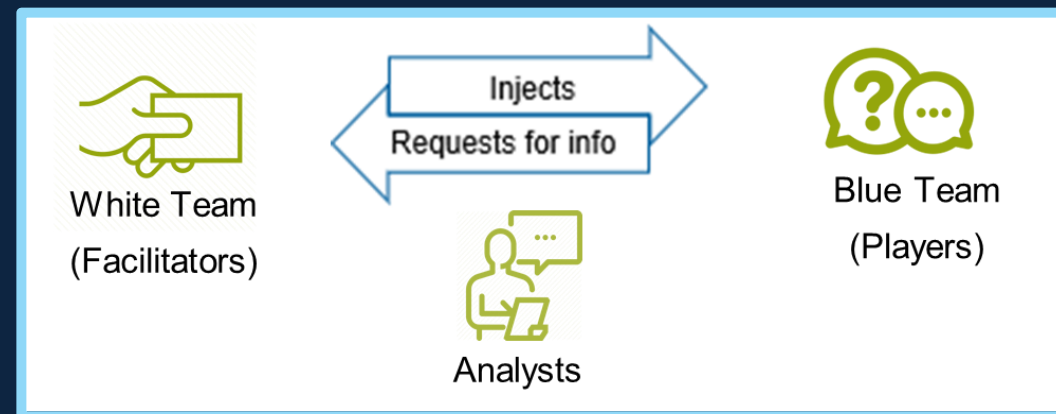 Injects
Requests for info
White Team
(Facilitators)
Blue Team
(Players)
Analysts